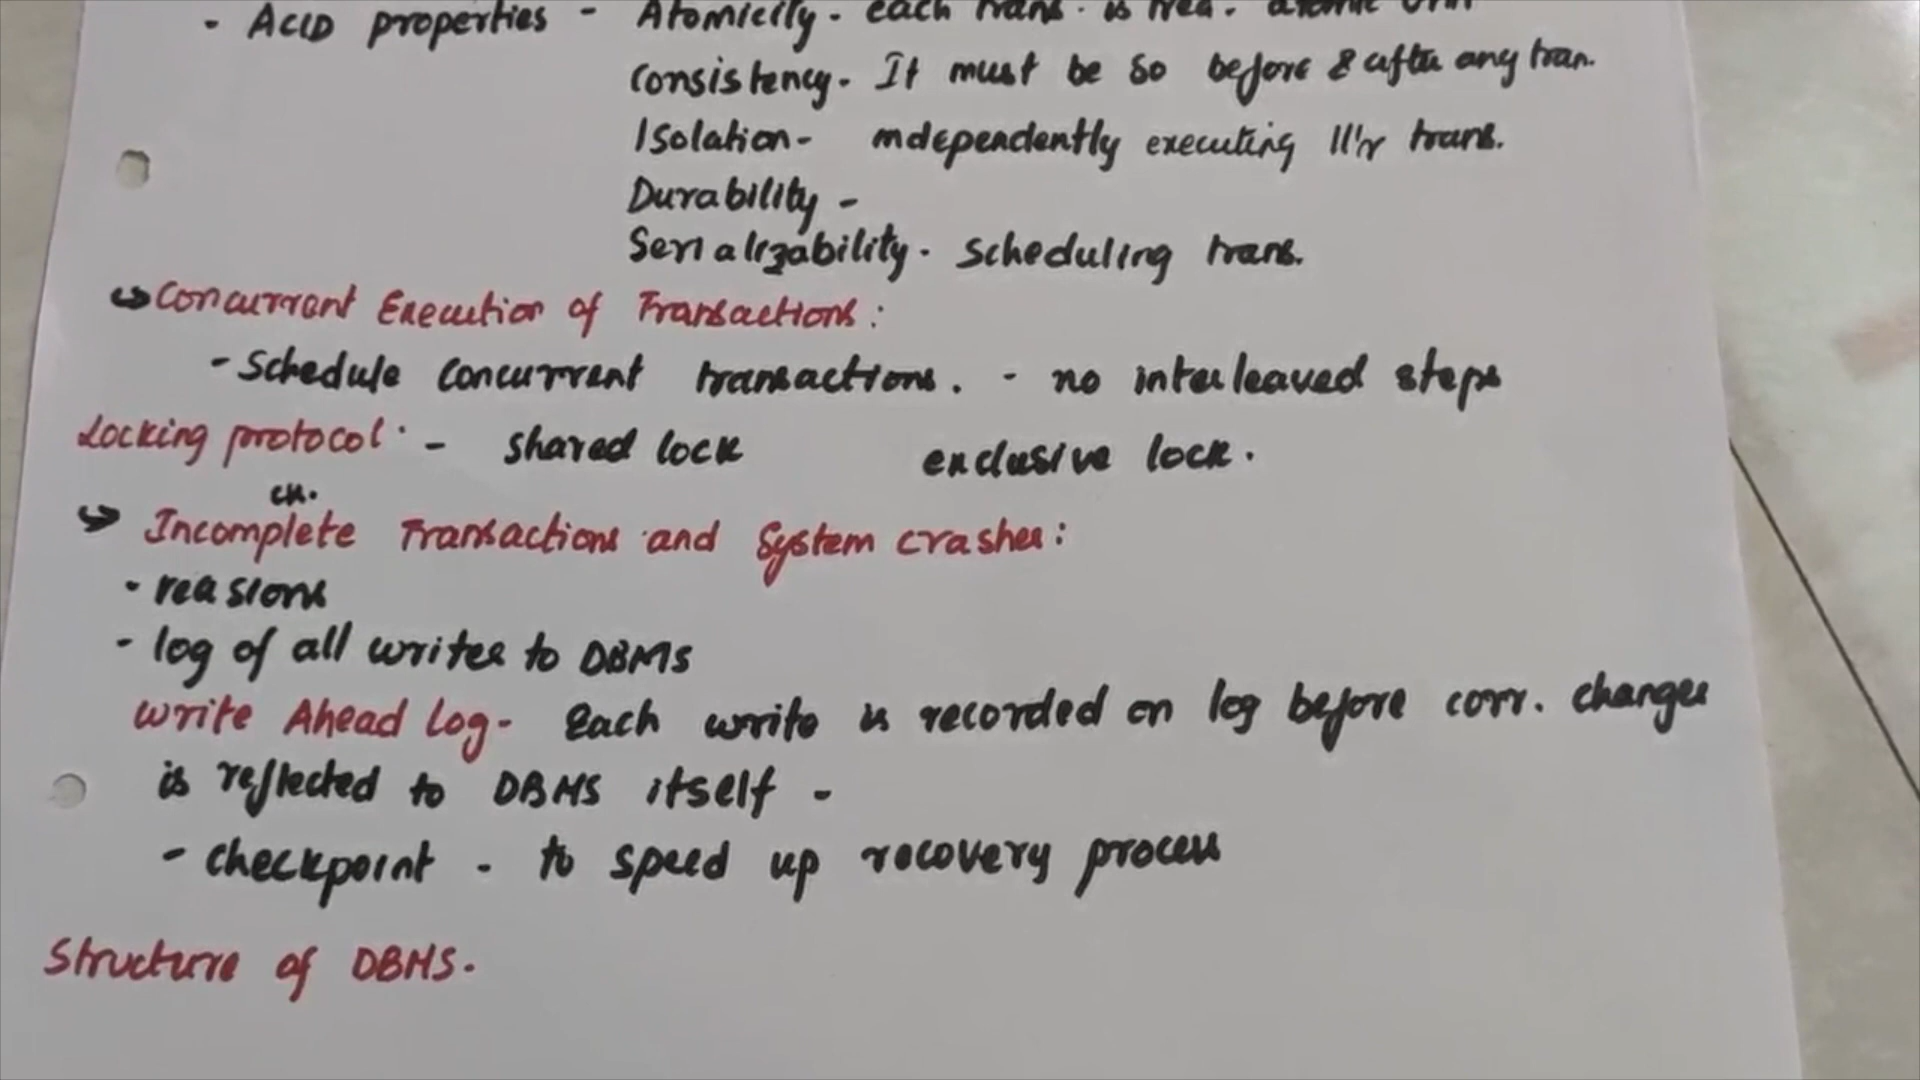 - ACID properties - Atomicity - each trans. is trea. atomic unit
consistency - It must be so before & after any tran.
Isolation - independently executing ll'r trans.
Durability -
Serializability - Scheduling trans.
↪ Concurrent Execution of Transactions :
- Schedule concurrent transactions. - no interleaved steps
Locking protocol - shared lock exclusive lock.
→ Incomplete Transactions and System crashes :
- reasions
- log of all writes to DBMS
Write Ahead Log - Each write is recorded on log before corr. changes
is reflected to DBMS itself -
- checkpoint - to speed up recovery process
Structure of DBMS.